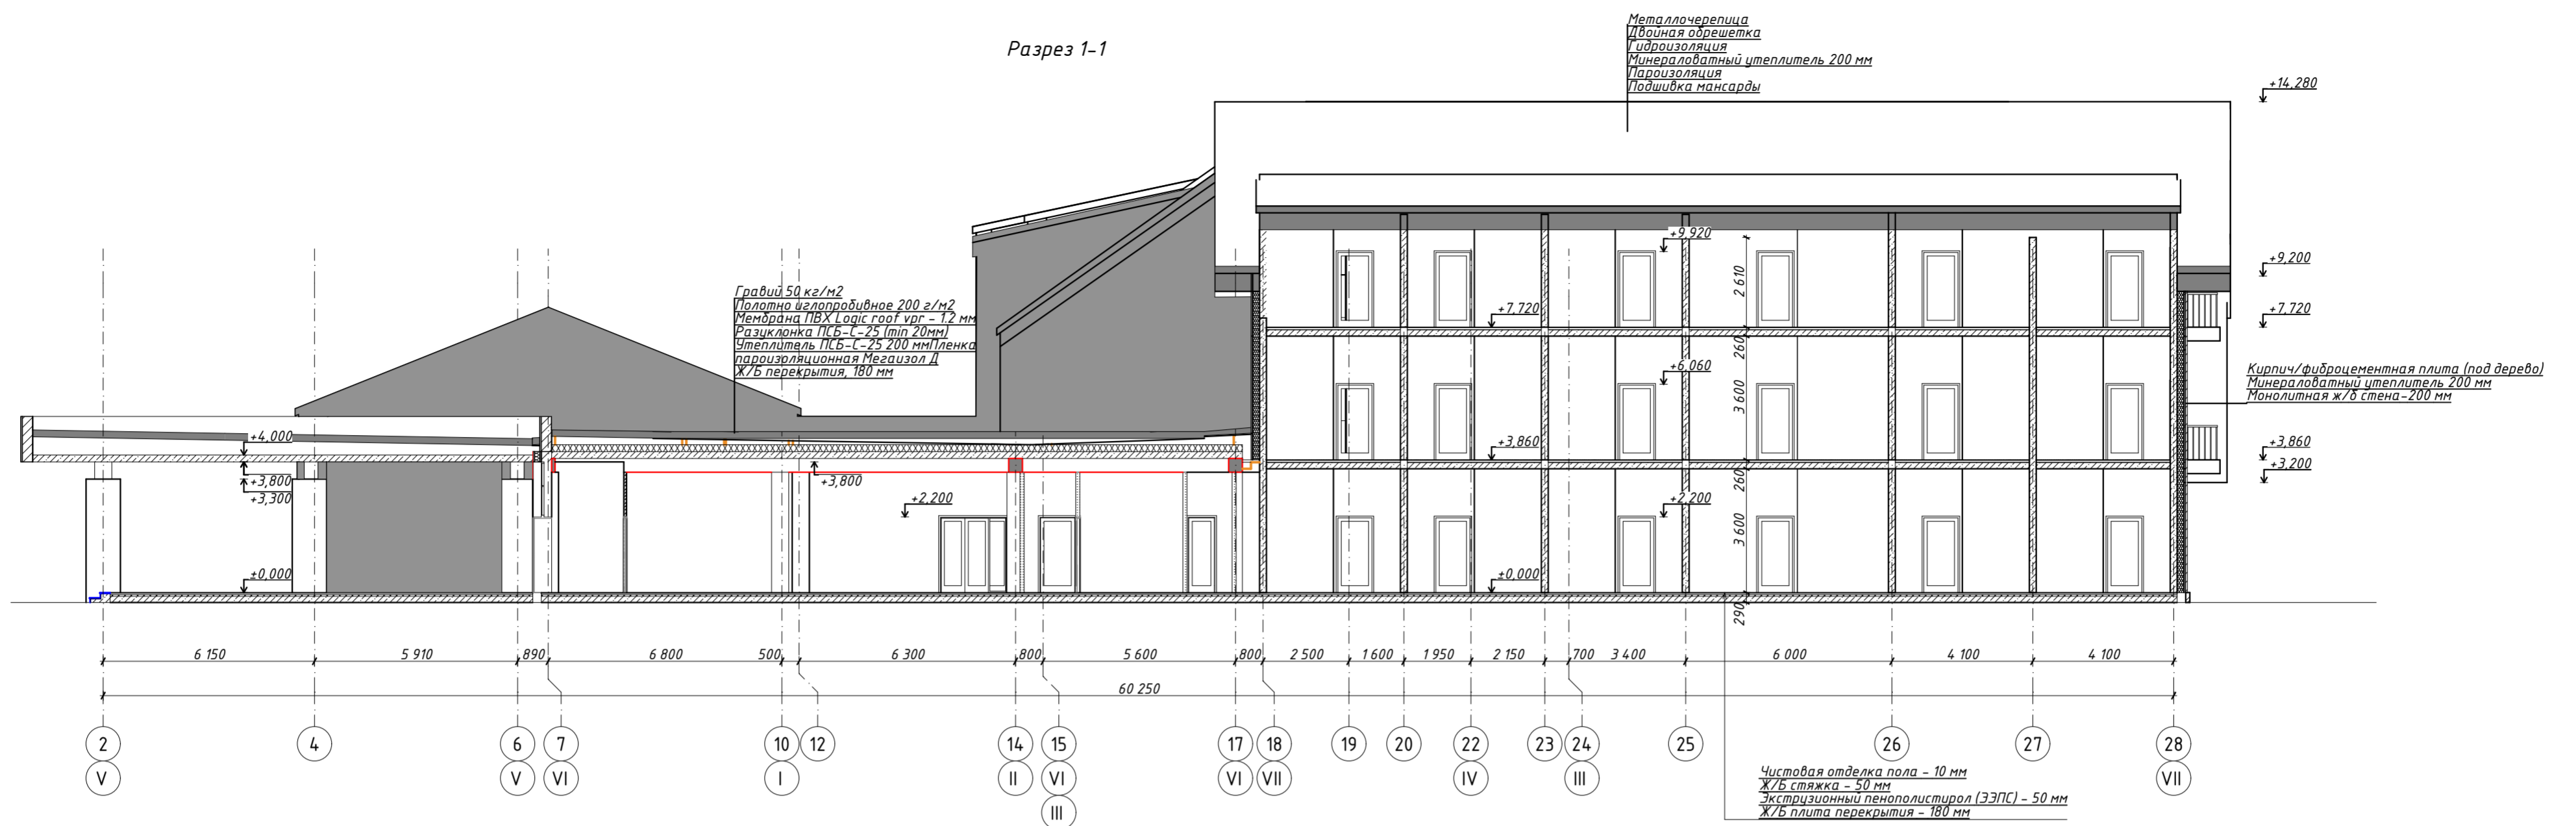 Разрез 1-1
Металлочерепица
Двойная обрешетка
Гидроизоляция
Минераловатный утеплитель 200 мм
Пароизоляция
Подшивка мансарды
+14,280
+9,200
+7,720
+3,860
+3,200
Кирпич/фиброцементная плита (под дерево)
Минераловатный утеплитель 200 мм
Монолитная ж/б стена-200 мм
Гравий 50 кг/м2
Полотно иглопробивное 200 г/м2
Мембрана ПВХ Logic roof vpr - 1.2 мм
Разуклонка ПСБ-С-25 (min 20мм)
Утеплитель ПСБ-С-25 200 ммПленка
пароизоляционная Мегаизол Д
Ж/Б перекрытия, 180 мм
+9,920
+7,720
+6,060
+3,860
+2,200
±0,000
2 610
260
3 600
260
3 600
290
+4,000
+3,800
+3,300
±0,000
+3,800
+2,200
6 150 5 910 890 6 800 500 6 300 800 5 600 800 2 500 1 600 1 950 2 150 700 3 400 6 000 4 100 4 100
60 250
2 4 6 7 10 12 14 15 17 18 19 20 22 23 24 25 26 27 28
V V VI I II VI VI VII IV III VII
III
Чистовая отделка пола - 10 мм
Ж/Б стяжка - 50 мм
Экструзионный пенополистирол (ЭЭПС) - 50 мм
Ж/Б плита перекрытия - 180 мм